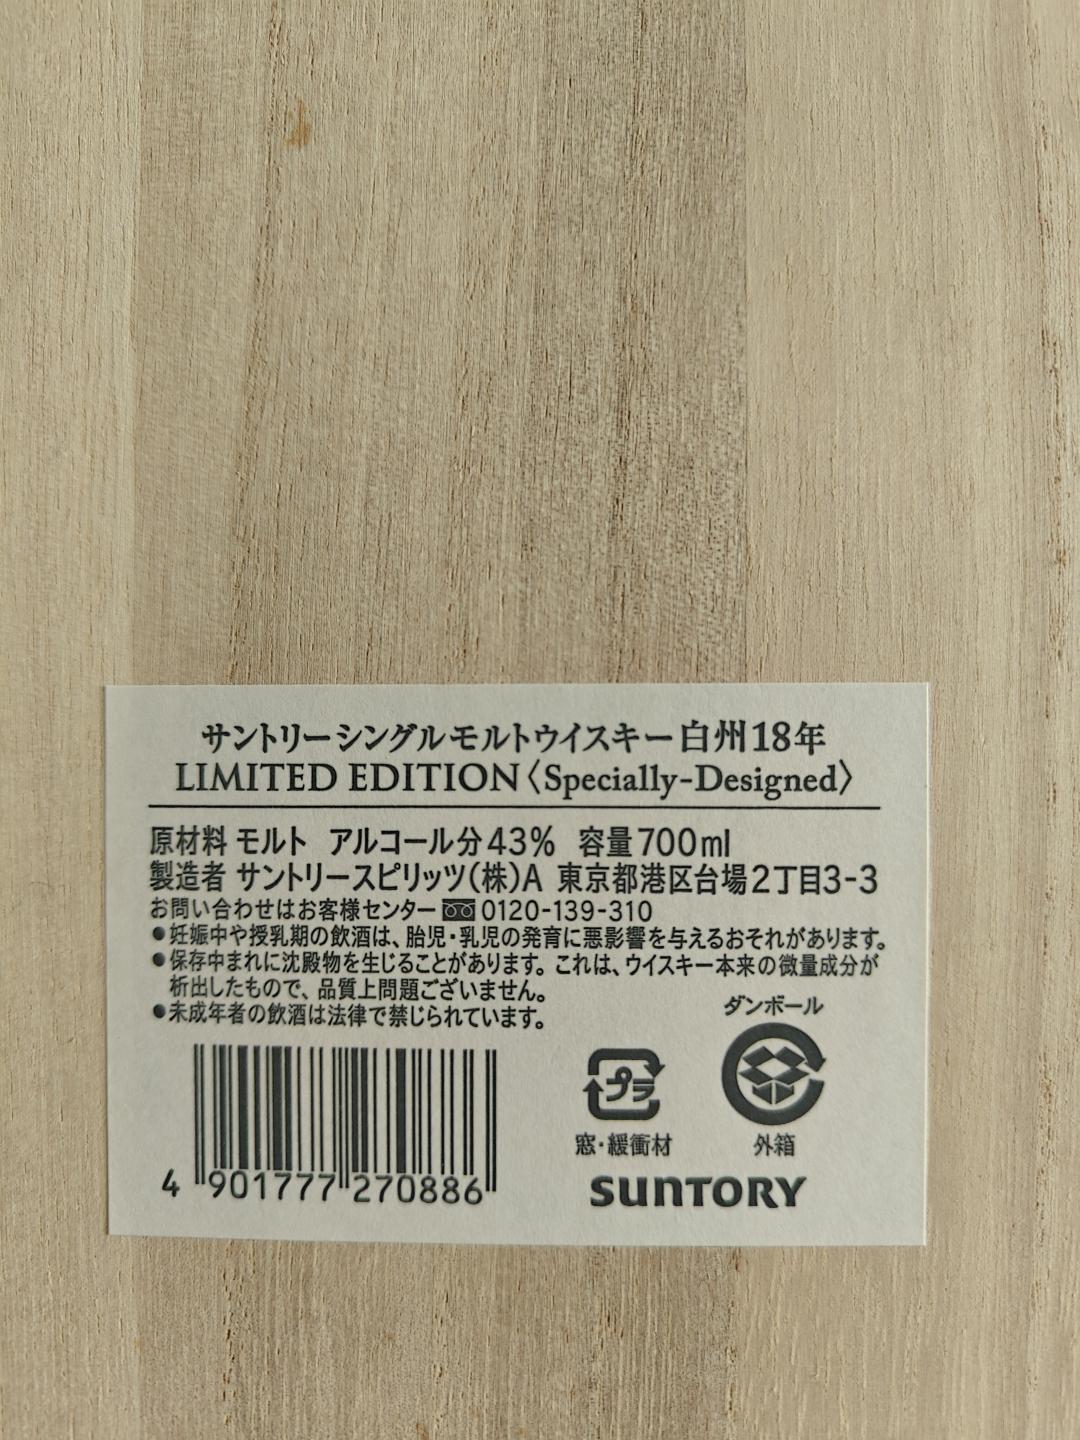 サントリーシングルモルトウイスキー白州18年
LIMITED EDITION〈Specially-Designed〉
原材料 モルト アルコール分43% 容量700ml
製造者 サントリースピリッツ(株)A 東京都港区台場2丁目3-3
お問い合わせはお客様センター 0120-139-310
●妊娠中や授乳期の飲酒は、胎児・乳児の発育に悪影響を与えるおそれがあります。
●保存中まれに沈殿物を生じることがあります。これは、ウイスキー本来の微量成分が
析出したもので、品質上問題ございません。
●未成年者の飲酒は法律で禁じられています。
ダンボール
プラ
窓・緩衝材
外箱
4 901777 270886
SUNTORY